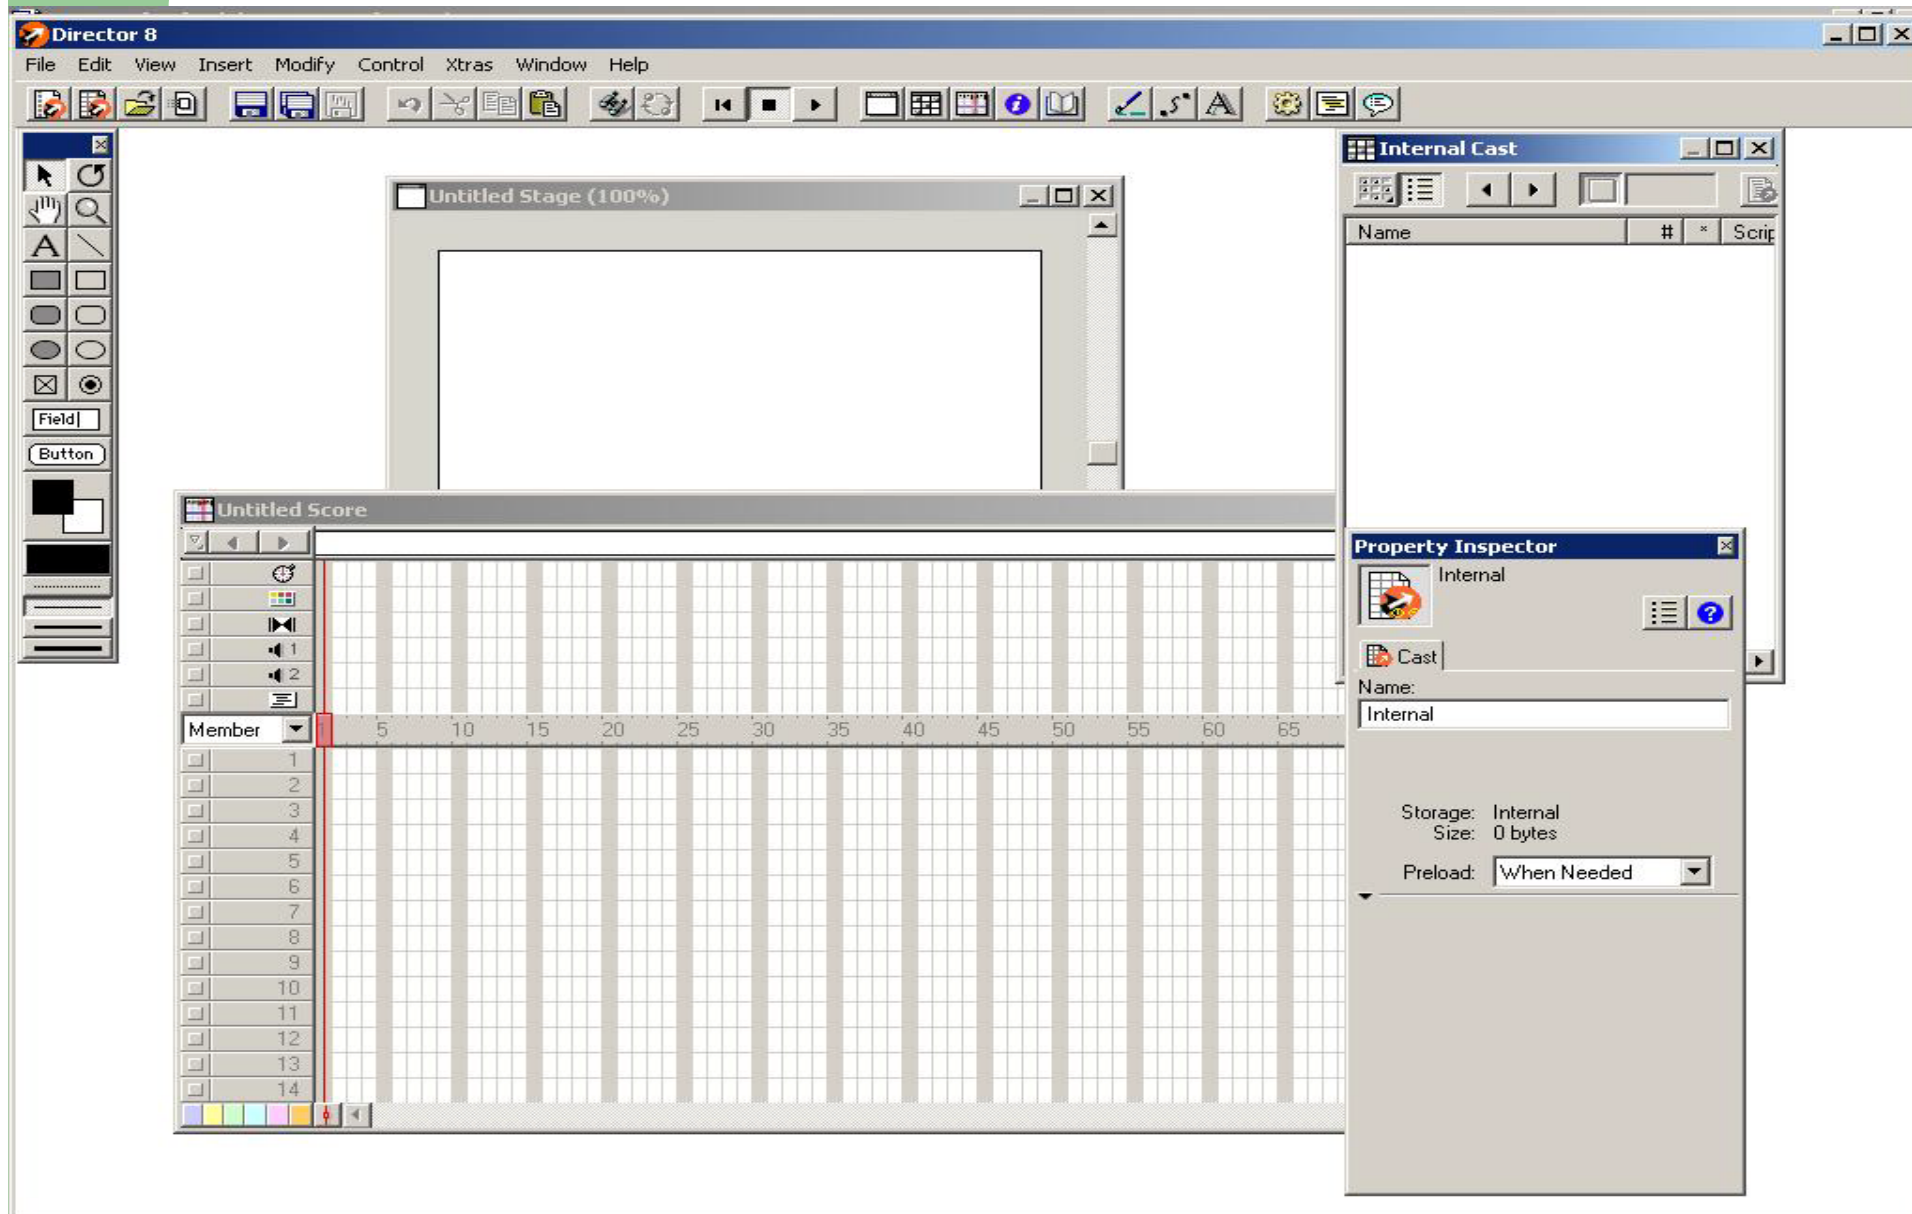 Director 8
File Edit View Insert Modify Control Xtras Window Help
Internal Cast
Untitled Stage (100%)
Name # * Scrip
A
Field
Button
Untitled Score
Property Inspector
Internal
1
2
Cast
Name:
Internal
Member 1 5 10 15 20 25 30 35 40 45 50 55 60 65
1
2
3
4
5
6
7
8
9
10
11
12
13
14
Storage: Internal
Size: 0 bytes
Preload: When Needed